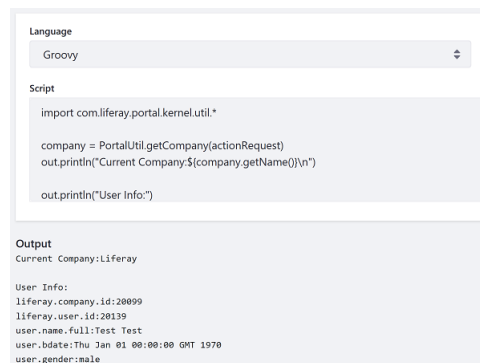 Language
Groovy
Script
import com.liferay.portal.kernel.util.*
company = PortalUtil.getCompany(actionRequest)
out.println("Current Company:${company.getName()}\n")
out.println("User Info:")
Output
Current Company:Liferay
User Info:
liferay.company.id:20099
liferay.user.id:20139
user.name.full:Test Test
user.bdate:Thu Jan 01 00:00:00 GMT 1970
user.gender:male